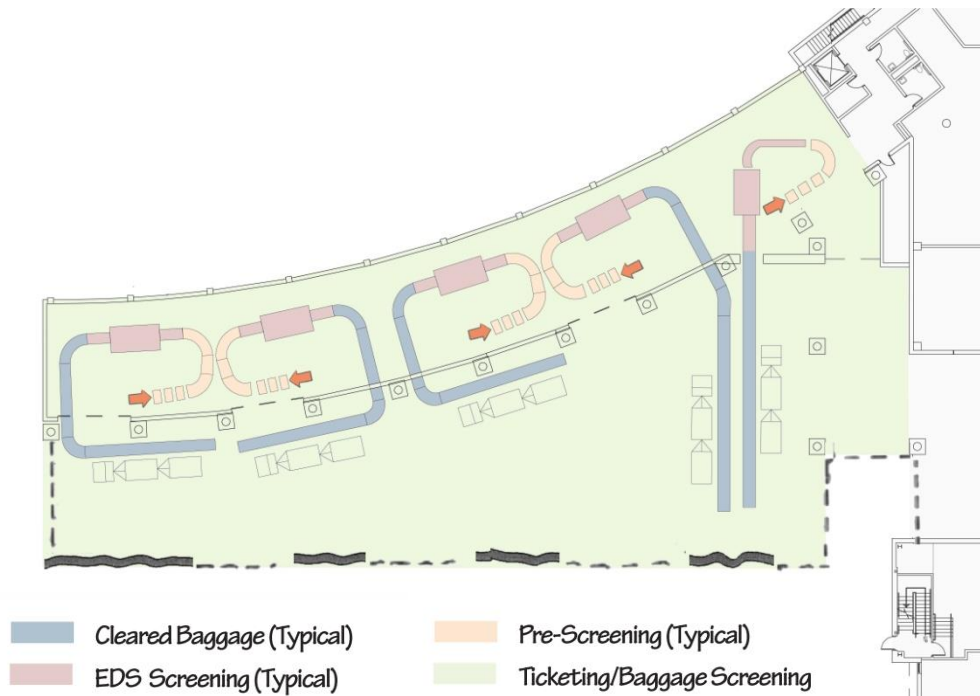 Cleared Baggage (Typical)
Pre-Screening (Typical)
EDS Screening (Typical)
Ticketing/Baggage Screening